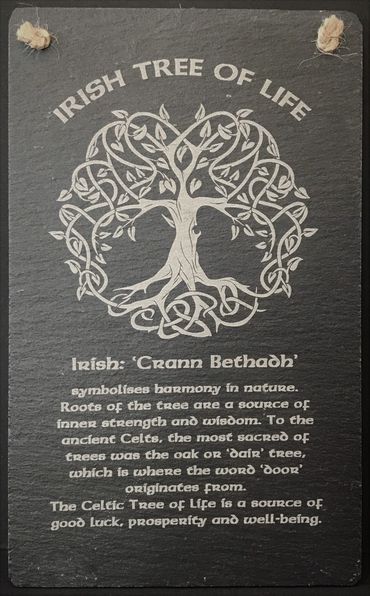 IRISH TREE OF LIFE
Irish: 'Crann Bethadh'
symbolises harmony in nature.
Roots of the tree are a source of
inner strength and wisdom. To the
ancient Celts, the most sacred of
trees was the oak or 'dair' tree,
which is where the word 'door'
originates from.
The Celtic Tree of Life is a source of
good luck, prosperity and well-being.